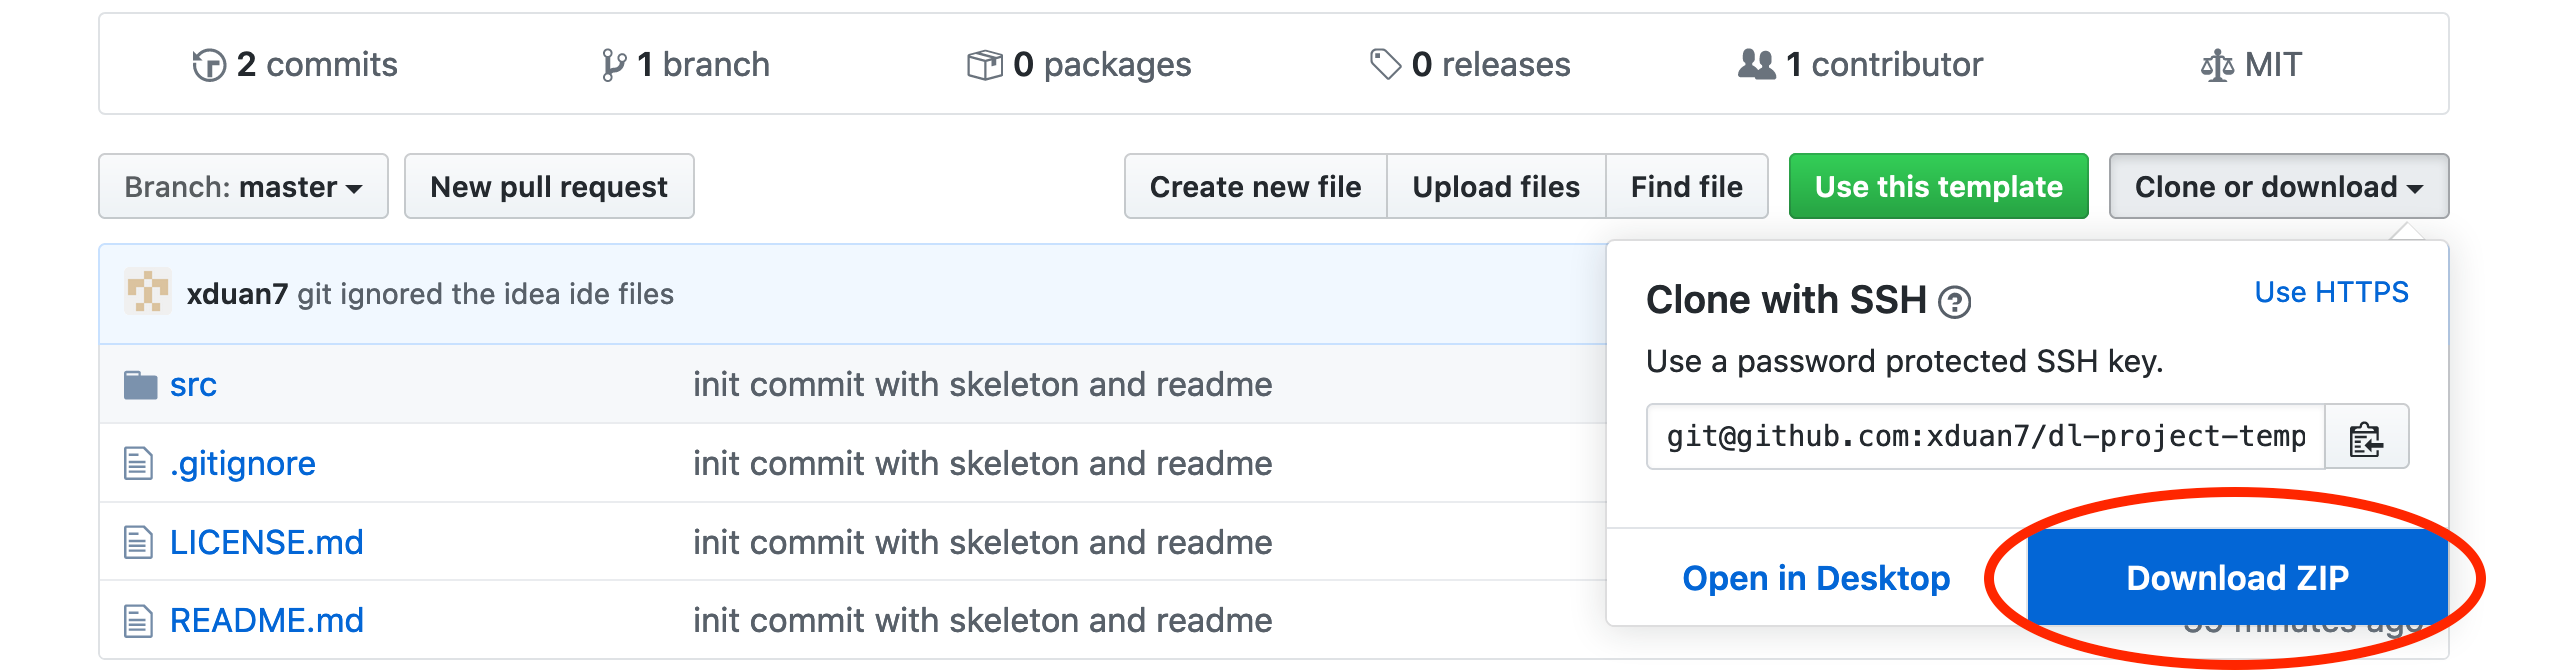 2 commits
1 branch
0 packages
0 releases
1 contributor
MIT
Branch: master
New pull request
Create new file
Upload files
Find file
Use this template
Clone or download
xduan7 git ignored the idea ide files
Clone with SSH
Use HTTPS
Use a password protected SSH key.
git@github.com:xduan7/dl-project-temp
Open in Desktop
Download ZIP
src
init commit with skeleton and readme
.gitignore
init commit with skeleton and readme
LICENSE.md
init commit with skeleton and readme
README.md
init commit with skeleton and readme
minutes ago